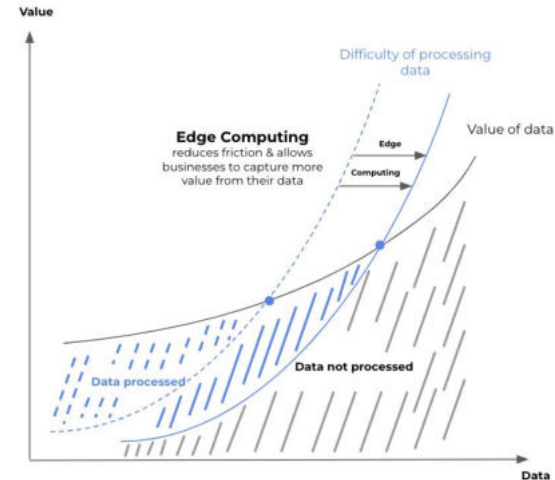 Value
Difficulty of processing
data
Edge Computing
reduces friction & allows
businesses to capture more
value from their data
Edge
Computing
Value of data
Data processed
Data not processed
Data